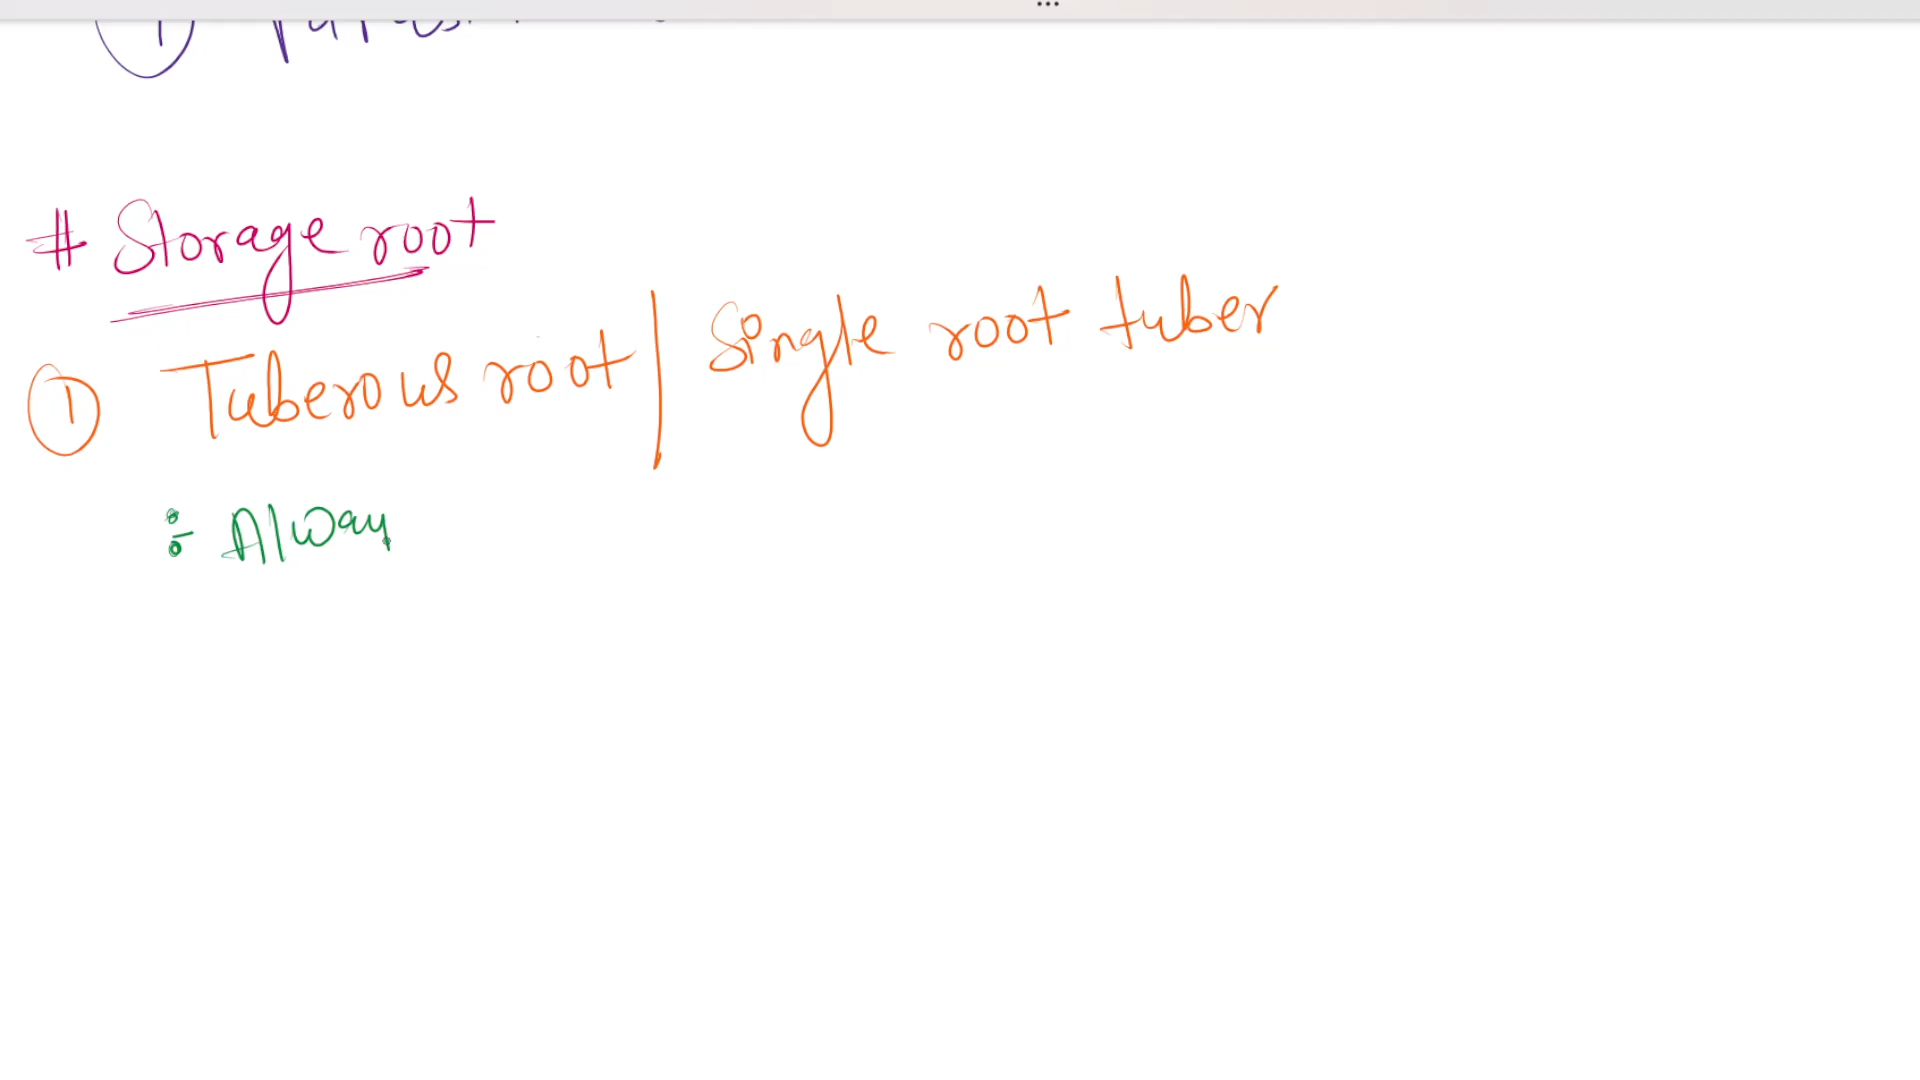 # Storage root
① Tuberous root / Single root tuber
÷ Alway